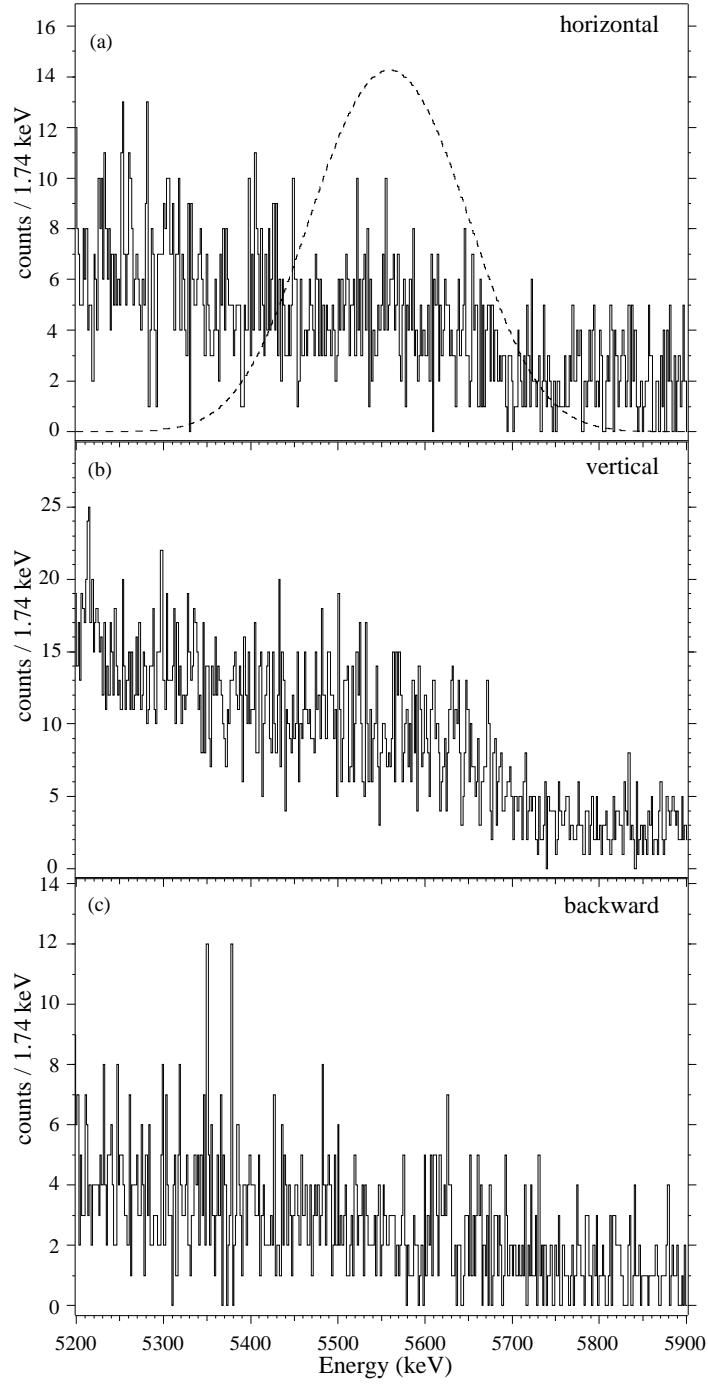 (a)
horizontal
counts / 1.74 keV
16
14
12
10
8
6
4
2
0
(b)
vertical
counts / 1.74 keV
25
20
15
10
5
0
(c)
backward
counts / 1.74 keV
14
12
10
8
6
4
2
0
5200 5300 5400 5500 5600 5700 5800 5900
Energy (keV)